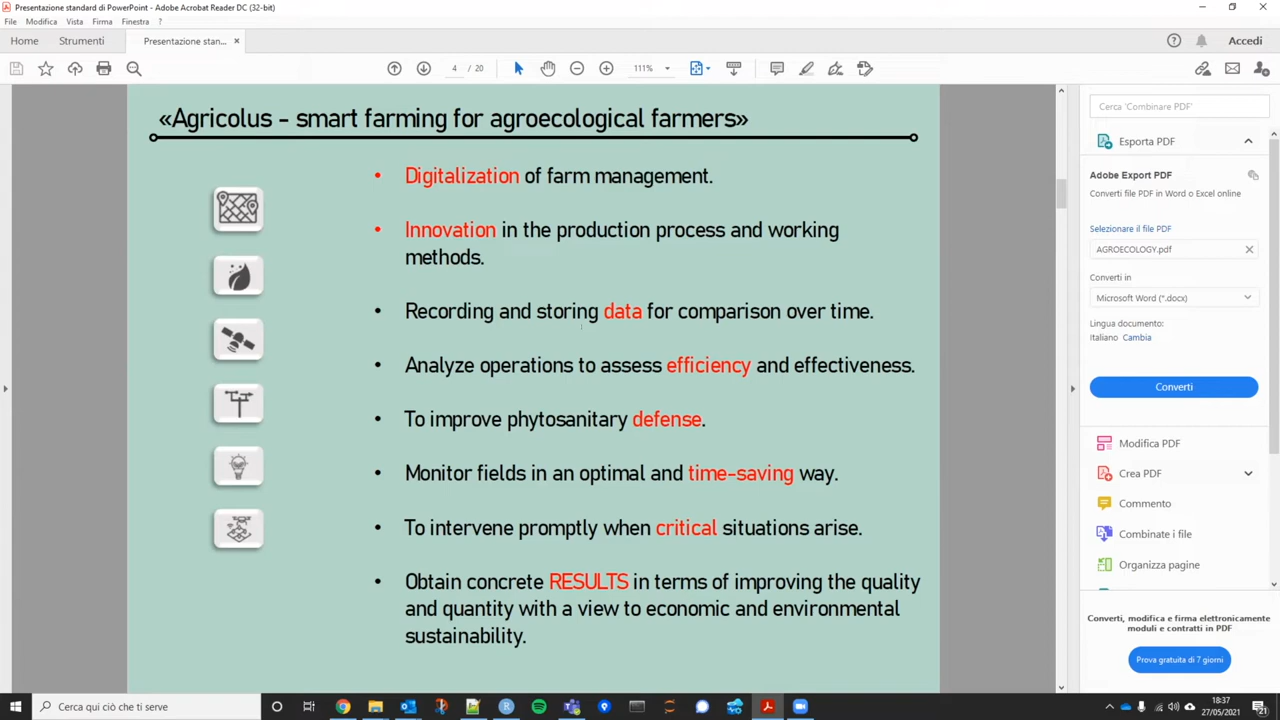 Presentazione standard di PowerPoint - Adobe Acrobat Reader DC (32-bit)
File Modifica Vista Firma Finestra ?
Home Strumenti Presentazione stan... × Accedi
4 / 20 111%
«Agricolus - smart farming for agroecological farmers»
• Digitalization of farm management.
• Innovation in the production process and working
methods.
• Recording and storing data for comparison over time.
• Analyze operations to assess efficiency and effectiveness.
• To improve phytosanitary defense.
• Monitor fields in an optimal and time-saving way.
• To intervene promptly when critical situations arise.
• Obtain concrete RESULTS in terms of improving the quality
and quantity with a view to economic and environmental
sustainability.
Cerca 'Combinare PDF'
Esporta PDF
Adobe Export PDF
Converti file PDF in Word o Excel online
Selezionare il file PDF
AGROECOLOGY.pdf
Converti in
Microsoft Word (*.docx)
Lingua documento:
Italiano Cambia
Converti
Modifica PDF
Crea PDF
Commento
Combinate i file
Organizza pagine
Converti, modifica e firma elettronicamente
moduli e contratti in PDF
Prova gratuita di 7 giorni
Cerca qui ciò che ti serve
18:37
27/05/2021
21